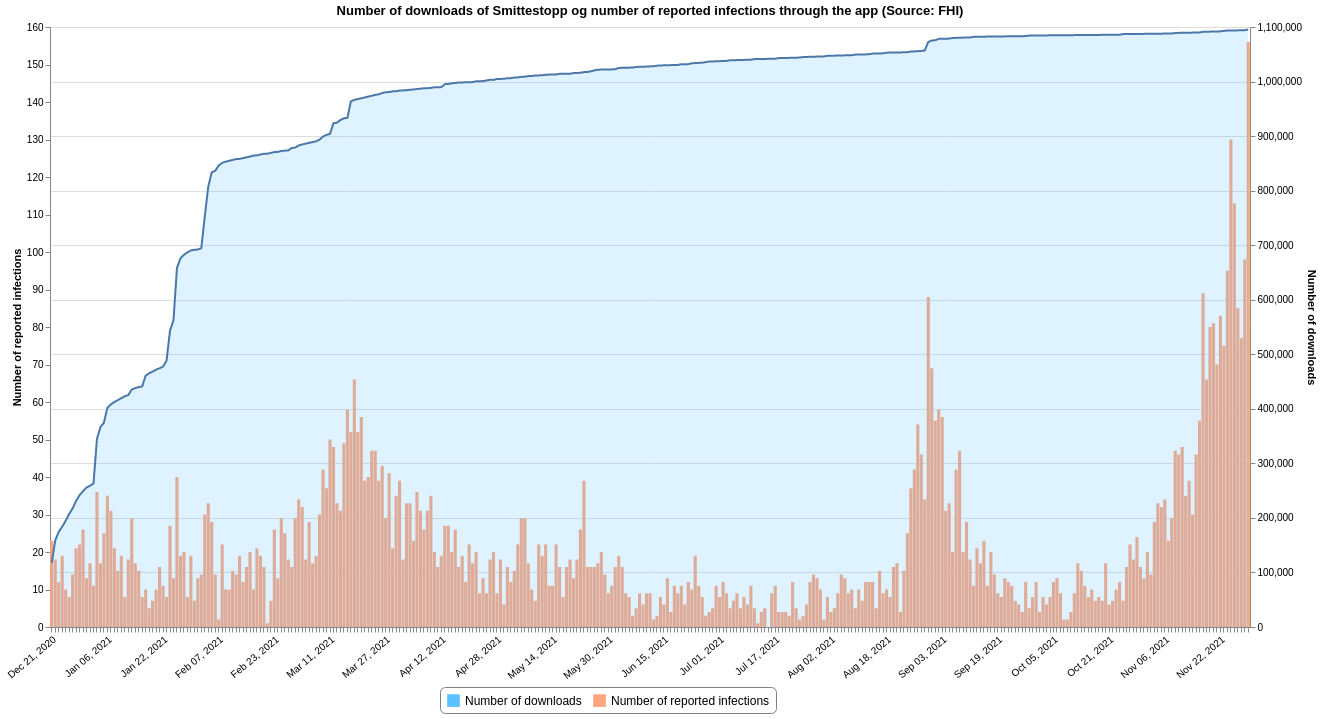 Number of downloads of Smittestopp og number of reported infections through the app (Source: FHI)
Number of reported infections
160
150
140
130
120
110
100
90
80
70
60
50
40
30
20
10
0
1,100,000
1,000,000
900,000
800,000
700,000
600,000
500,000
400,000
300,000
200,000
100,000
0
Number of downloads
Dec 21, 2020
Jan 06, 2021
Jan 22, 2021
Feb 07, 2021
Feb 23, 2021
Mar 11, 2021
Mar 27, 2021
Apr 12, 2021
Apr 28, 2021
May 14, 2021
May 30, 2021
Jun 15, 2021
Jul 01, 2021
Jul 17, 2021
Aug 02, 2021
Aug 18, 2021
Sep 03, 2021
Sep 19, 2021
Oct 05, 2021
Oct 21, 2021
Nov 06, 2021
Nov 22, 2021
Number of downloads
Number of reported infections